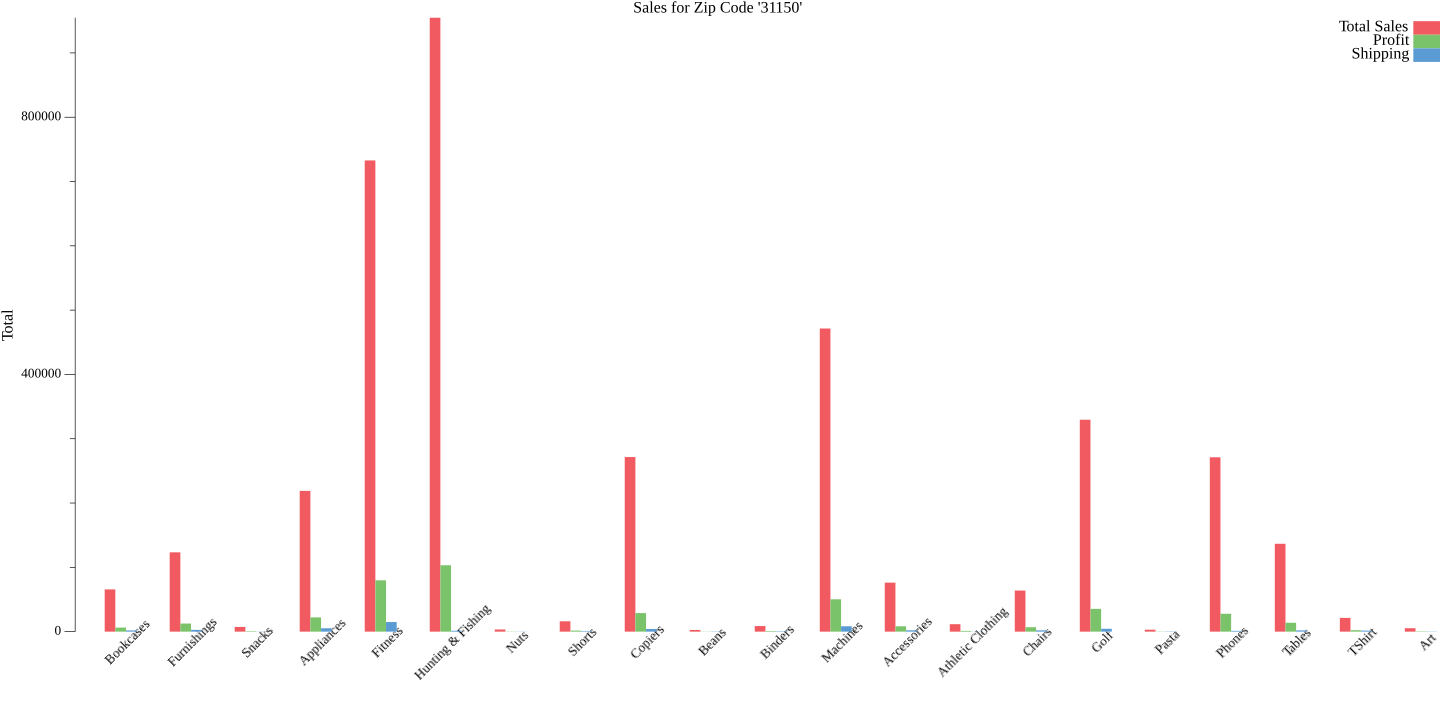 Sales for Zip Code '31150'
Total Sales
Profit
Shipping
Total
800000
400000
0
Bookcases
Furnishings
Snacks
Appliances
Fitness
Hunting & Fishing
Nuts
Shorts
Copiers
Beans
Binders
Machines
Accessories
Athletic Clothing
Chairs
Golf
Pasta
Phones
Tables
TShirt
Art